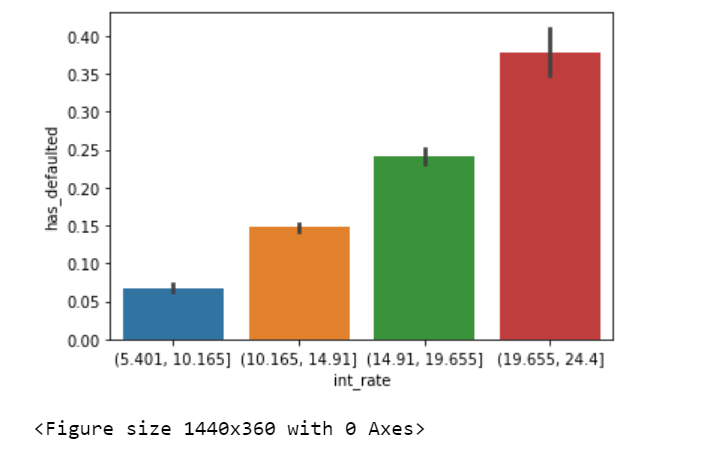 0.40
0.35
0.30
0.25
0.20
0.15
0.10
0.05
0.00
has_defaulted
(5.401, 10.165] (10.165, 14.91] (14.91, 19.655] (19.655, 24.4]
int_rate
<Figure size 1440x360 with 0 Axes>